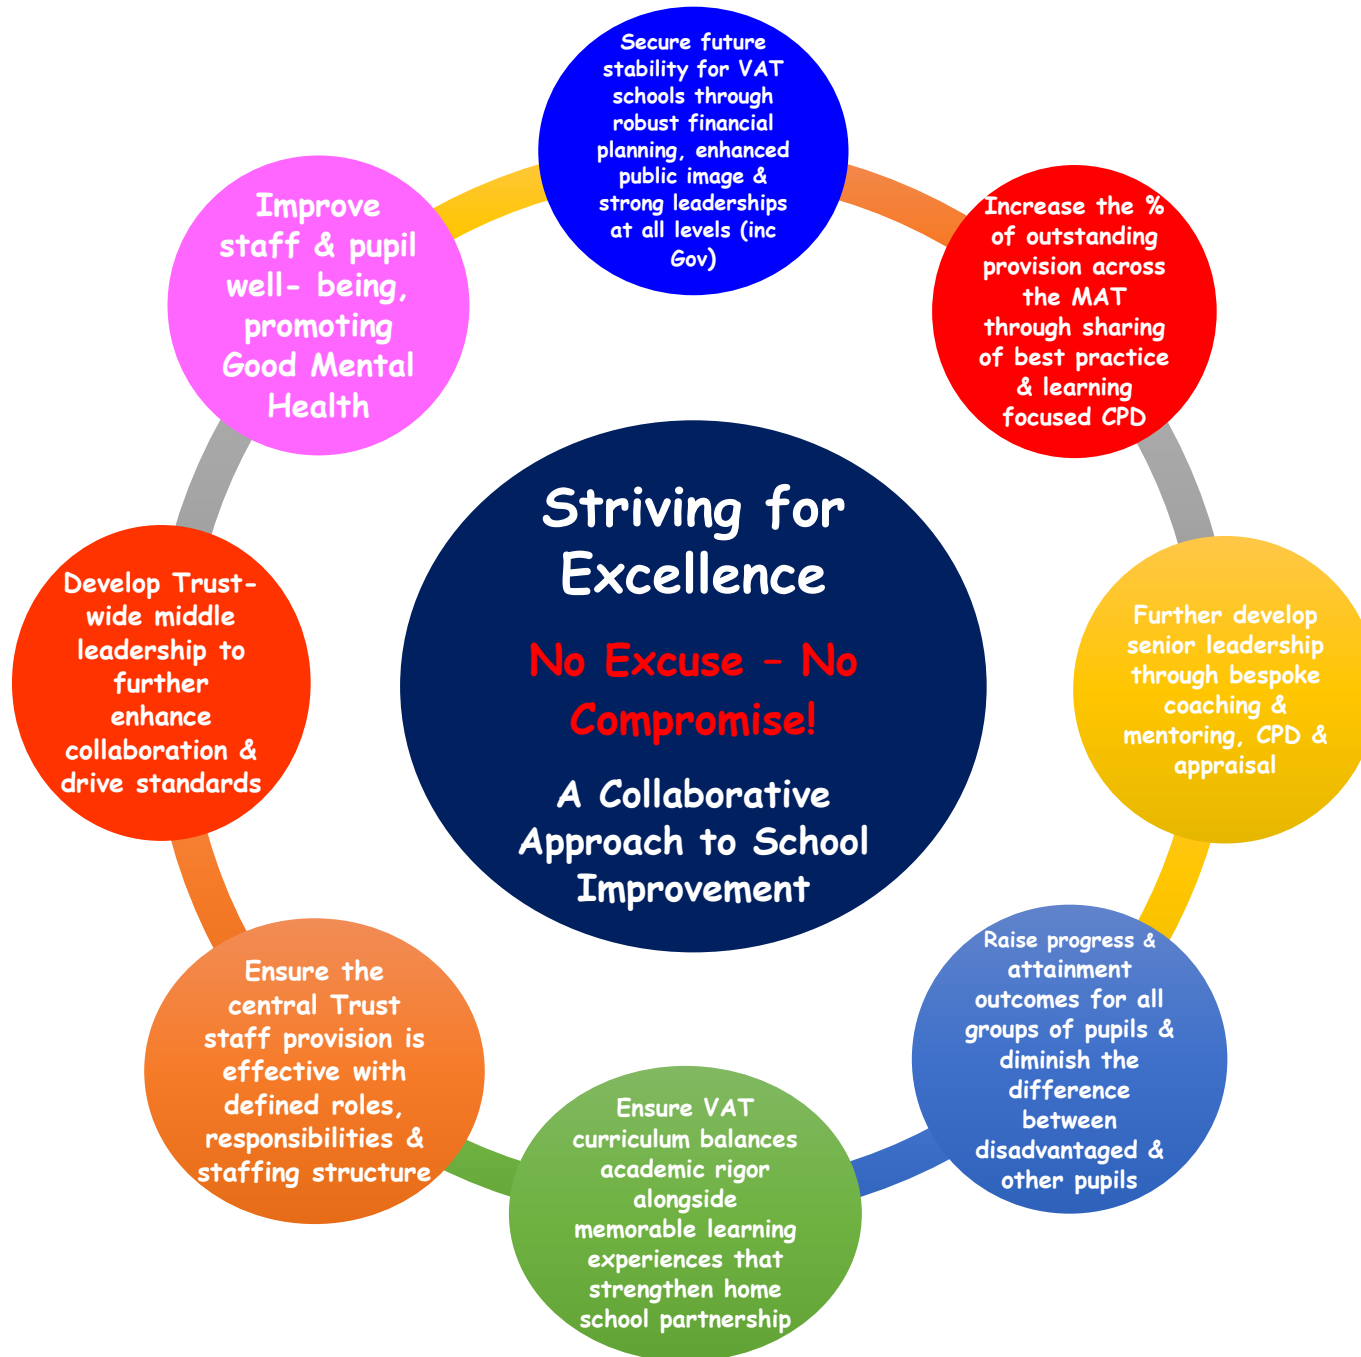 Secure future
stability for VAT
schools through
robust financial
planning, enhanced
public image &
strong leaderships
at all levels (inc
Gov)
Increase the %
of outstanding
provision across
the MAT
through sharing
of best practice
& learning
focused CPD
Further develop
senior leadership
through bespoke
coaching &
mentoring, CPD &
appraisal
Raise progress &
attainment
outcomes for all
groups of pupils &
diminish the
difference
between
disadvantaged &
other pupils
Ensure VAT
curriculum balances
academic rigor
alongside
memorable learning
experiences that
strengthen home
school partnership
Ensure the
central Trust
staff provision is
effective with
defined roles,
responsibilities &
staffing structure
Develop Trust-
wide middle
leadership to
further
enhance
collaboration &
drive standards
Improve
staff & pupil
well- being,
promoting
Good Mental
Health
Striving for
Excellence
No Excuse – No
Compromise!
A Collaborative
Approach to School
Improvement